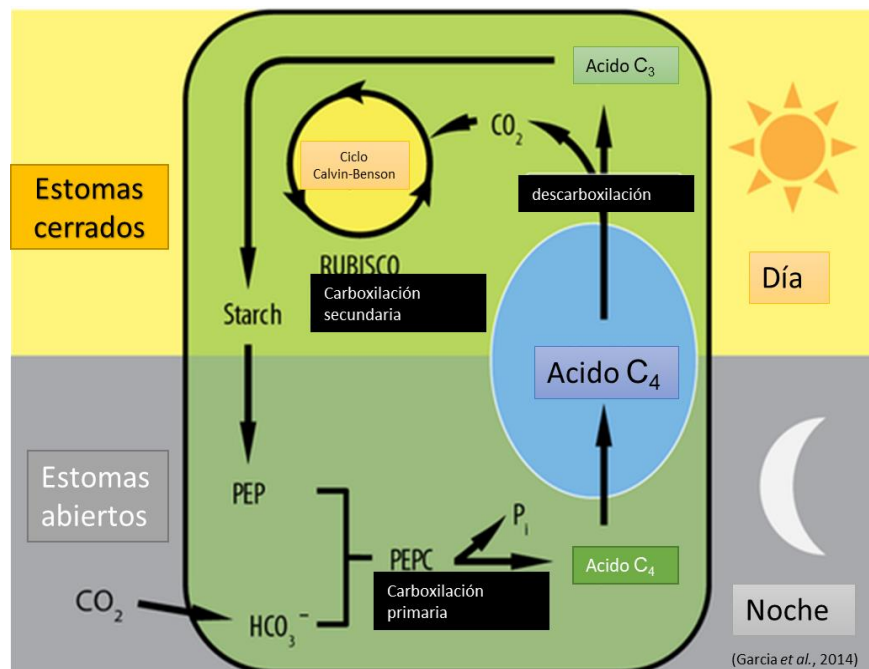 Acido C₃
CO₂
Ciclo
Calvin-Benson
descarboxilación
Estomas
cerrados
RUBISCO
Carboxilación
secundaria
Día
Starch
Acido C₄
Estomas
abiertos
PEP
Pᵢ
PEPC
Acido C₄
Carboxilación
primaria
CO₂
HCO₃⁻
Noche
(Garcia et al., 2014)